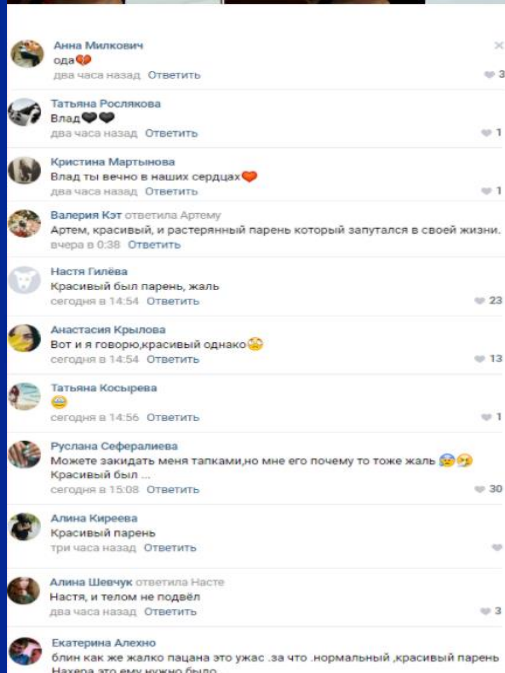 Анна Милкович
ода💔
два часа назад Ответить
3
Татьяна Рослякова
Влад🖤🖤
два часа назад Ответить
1
Кристина Мартынова
Влад ты вечно в наших сердцах❤
два часа назад Ответить
1
Валерия Кэт ответила Артему
Артем, красивый, и растерянный парень который запутался в своей жизни.
вчера в 0:38 Ответить
Настя Гилёва
Красивый был парень, жаль
сегодня в 14:54 Ответить
23
Анастасия Крылова
Вот и я говорю,красивый однако😢
сегодня в 14:54 Ответить
13
Татьяна Косырева
😂
сегодня в 14:56 Ответить
1
Руслана Сефералиева
Можете закидать меня тапками,но мне его почему то тоже жаль 😰🤧
Красивый был ...
сегодня в 15:08 Ответить
30
Алина Киреева
Красивый парень
три часа назад Ответить
Алина Шевчук ответила Насте
Настя, и телом не подвёл
два часа назад Ответить
3
Екатерина Алехно
блин как же жалко пацана это ужас .за что .нормальный ,красивый парень
Нахера это ему нужно было